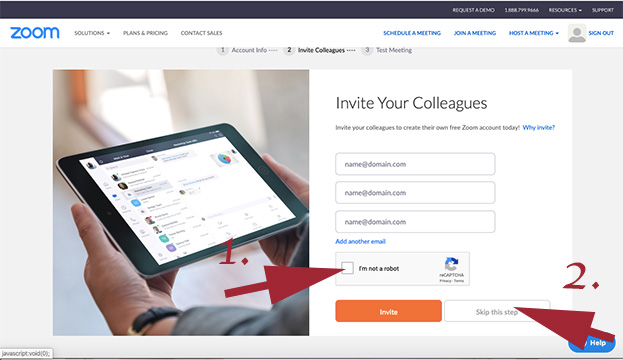 REQUEST A DEMO 1.888.799.9666 RESOURCES SUPPORT
zoom SOLUTIONS PLANS & PRICING CONTACT SALES SCHEDULE A MEETING JOIN A MEETING HOST A MEETING SIGN OUT
1 Account Info 2 Invite Colleagues 3 Test Meeting
Invite Your Colleagues
Invite your colleagues to create their own free Zoom account today! Why invite?
name@domain.com
name@domain.com
name@domain.com
Add another email
1.
I'm not a robot
reCAPTCHA
Privacy - Terms
2.
Invite Skip this step
Help
javascript:void(0);